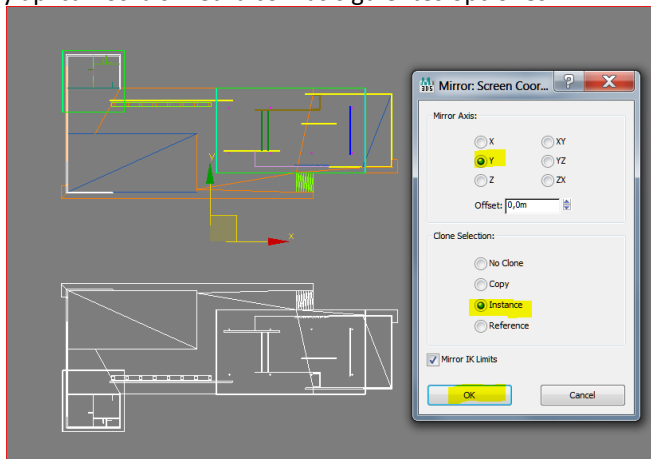 Mirror: Screen Coor...
Mirror Axis:
X
XY
Y
YZ
Z
ZX
Offset: 0,0m
Clone Selection:
No Clone
Copy
Instance
Reference
Mirror IK Limits
OK
Cancel
y
x